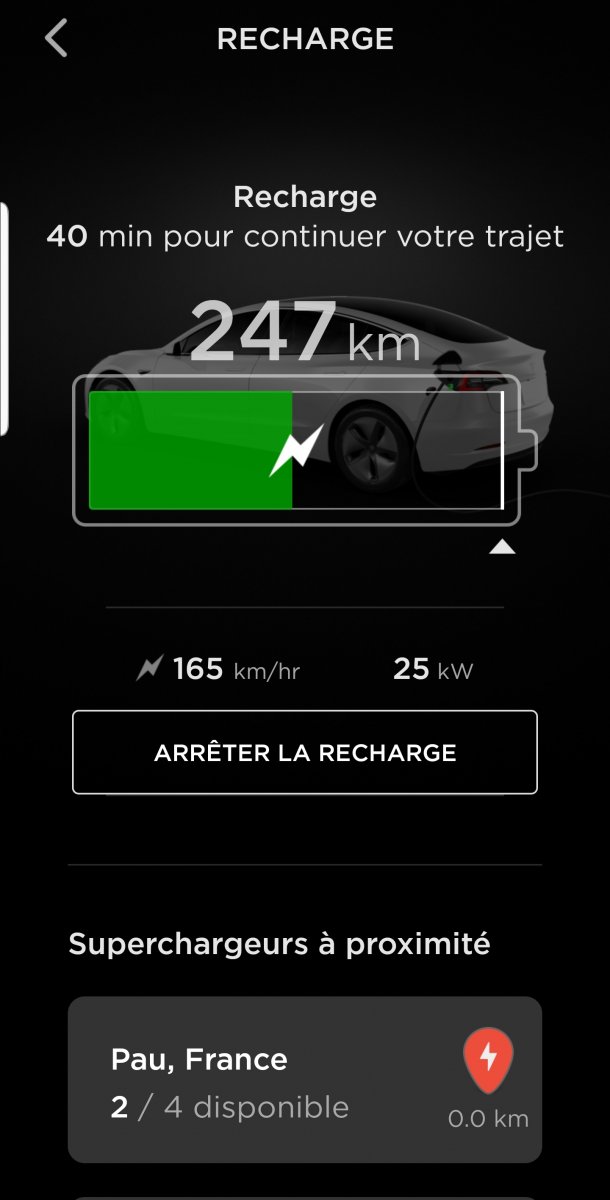 RECHARGE
Recharge
40 min pour continuer votre trajet
247 km
165 km/hr 25 kW
ARRÊTER LA RECHARGE
Superchargeurs à proximité
Pau, France
2 / 4 disponible
0.0 km